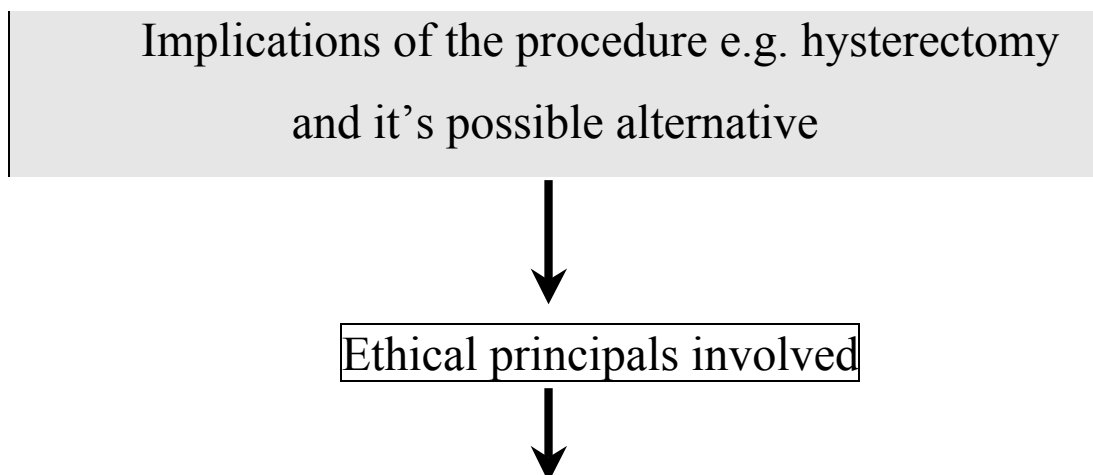 Implications of the procedure e.g. hysterectomy
and it’s possible alternative
Ethical principals involved